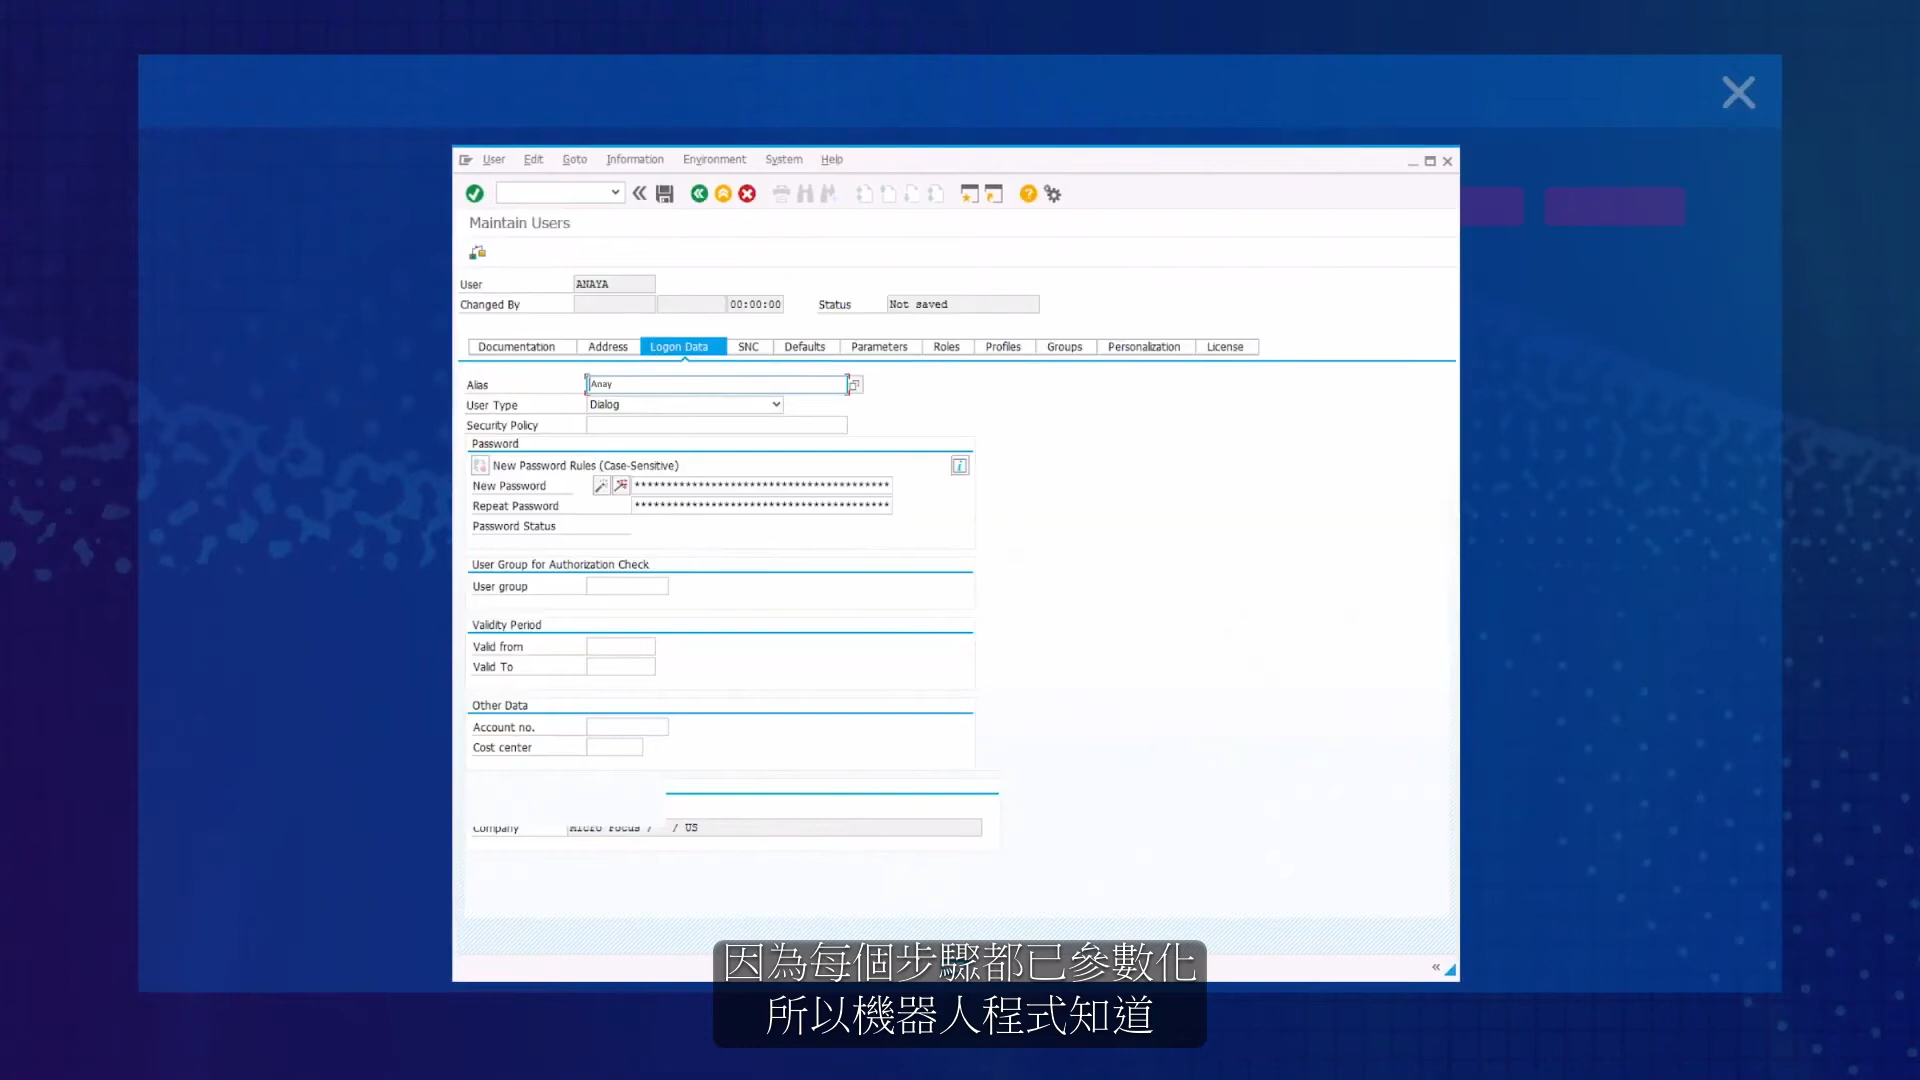 User Edit Goto Information Environment System Help
Maintain Users
User ANAYA
Changed By 00:00:00 Status Not saved
Documentation Address Logon Data SNC Defaults Parameters Roles Profiles Groups Personalization License
Alias Anay
User Type Dialog
Security Policy
Password
New Password Rules (Case-Sensitive)
New Password ****************************************
Repeat Password ****************************************
Password Status
User Group for Authorization Check
User group
Validity Period
Valid from
Valid To
Other Data
Account no.
Cost center
Company Micro Focus / / US
因為每個步驟都已參數化
所以機器人程式知道